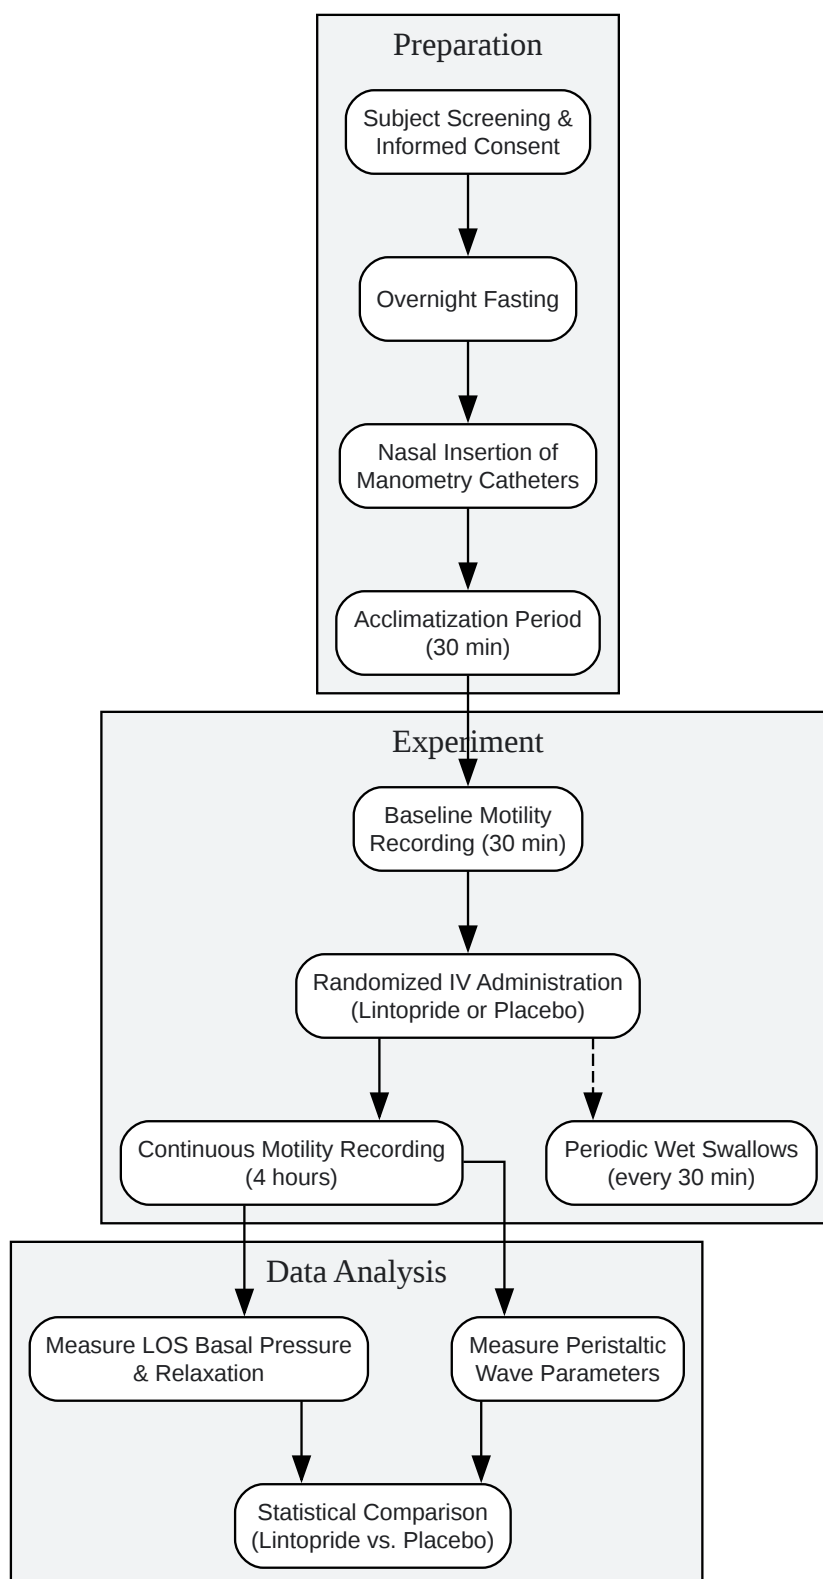 Preparation
Subject Screening &
Informed Consent
Overnight Fasting
Nasal Insertion of
Manometry Catheters
Acclimatization Period
(30 min)
Experiment
Baseline Motility
Recording (30 min)
Randomized IV Administration
(Lintopride or Placebo)
Continuous Motility Recording
(4 hours)
Periodic Wet Swallows
(every 30 min)
Data Analysis
Measure LOS Basal Pressure
& Relaxation
Measure Peristaltic
Wave Parameters
Statistical Comparison
(Lintopride vs. Placebo)